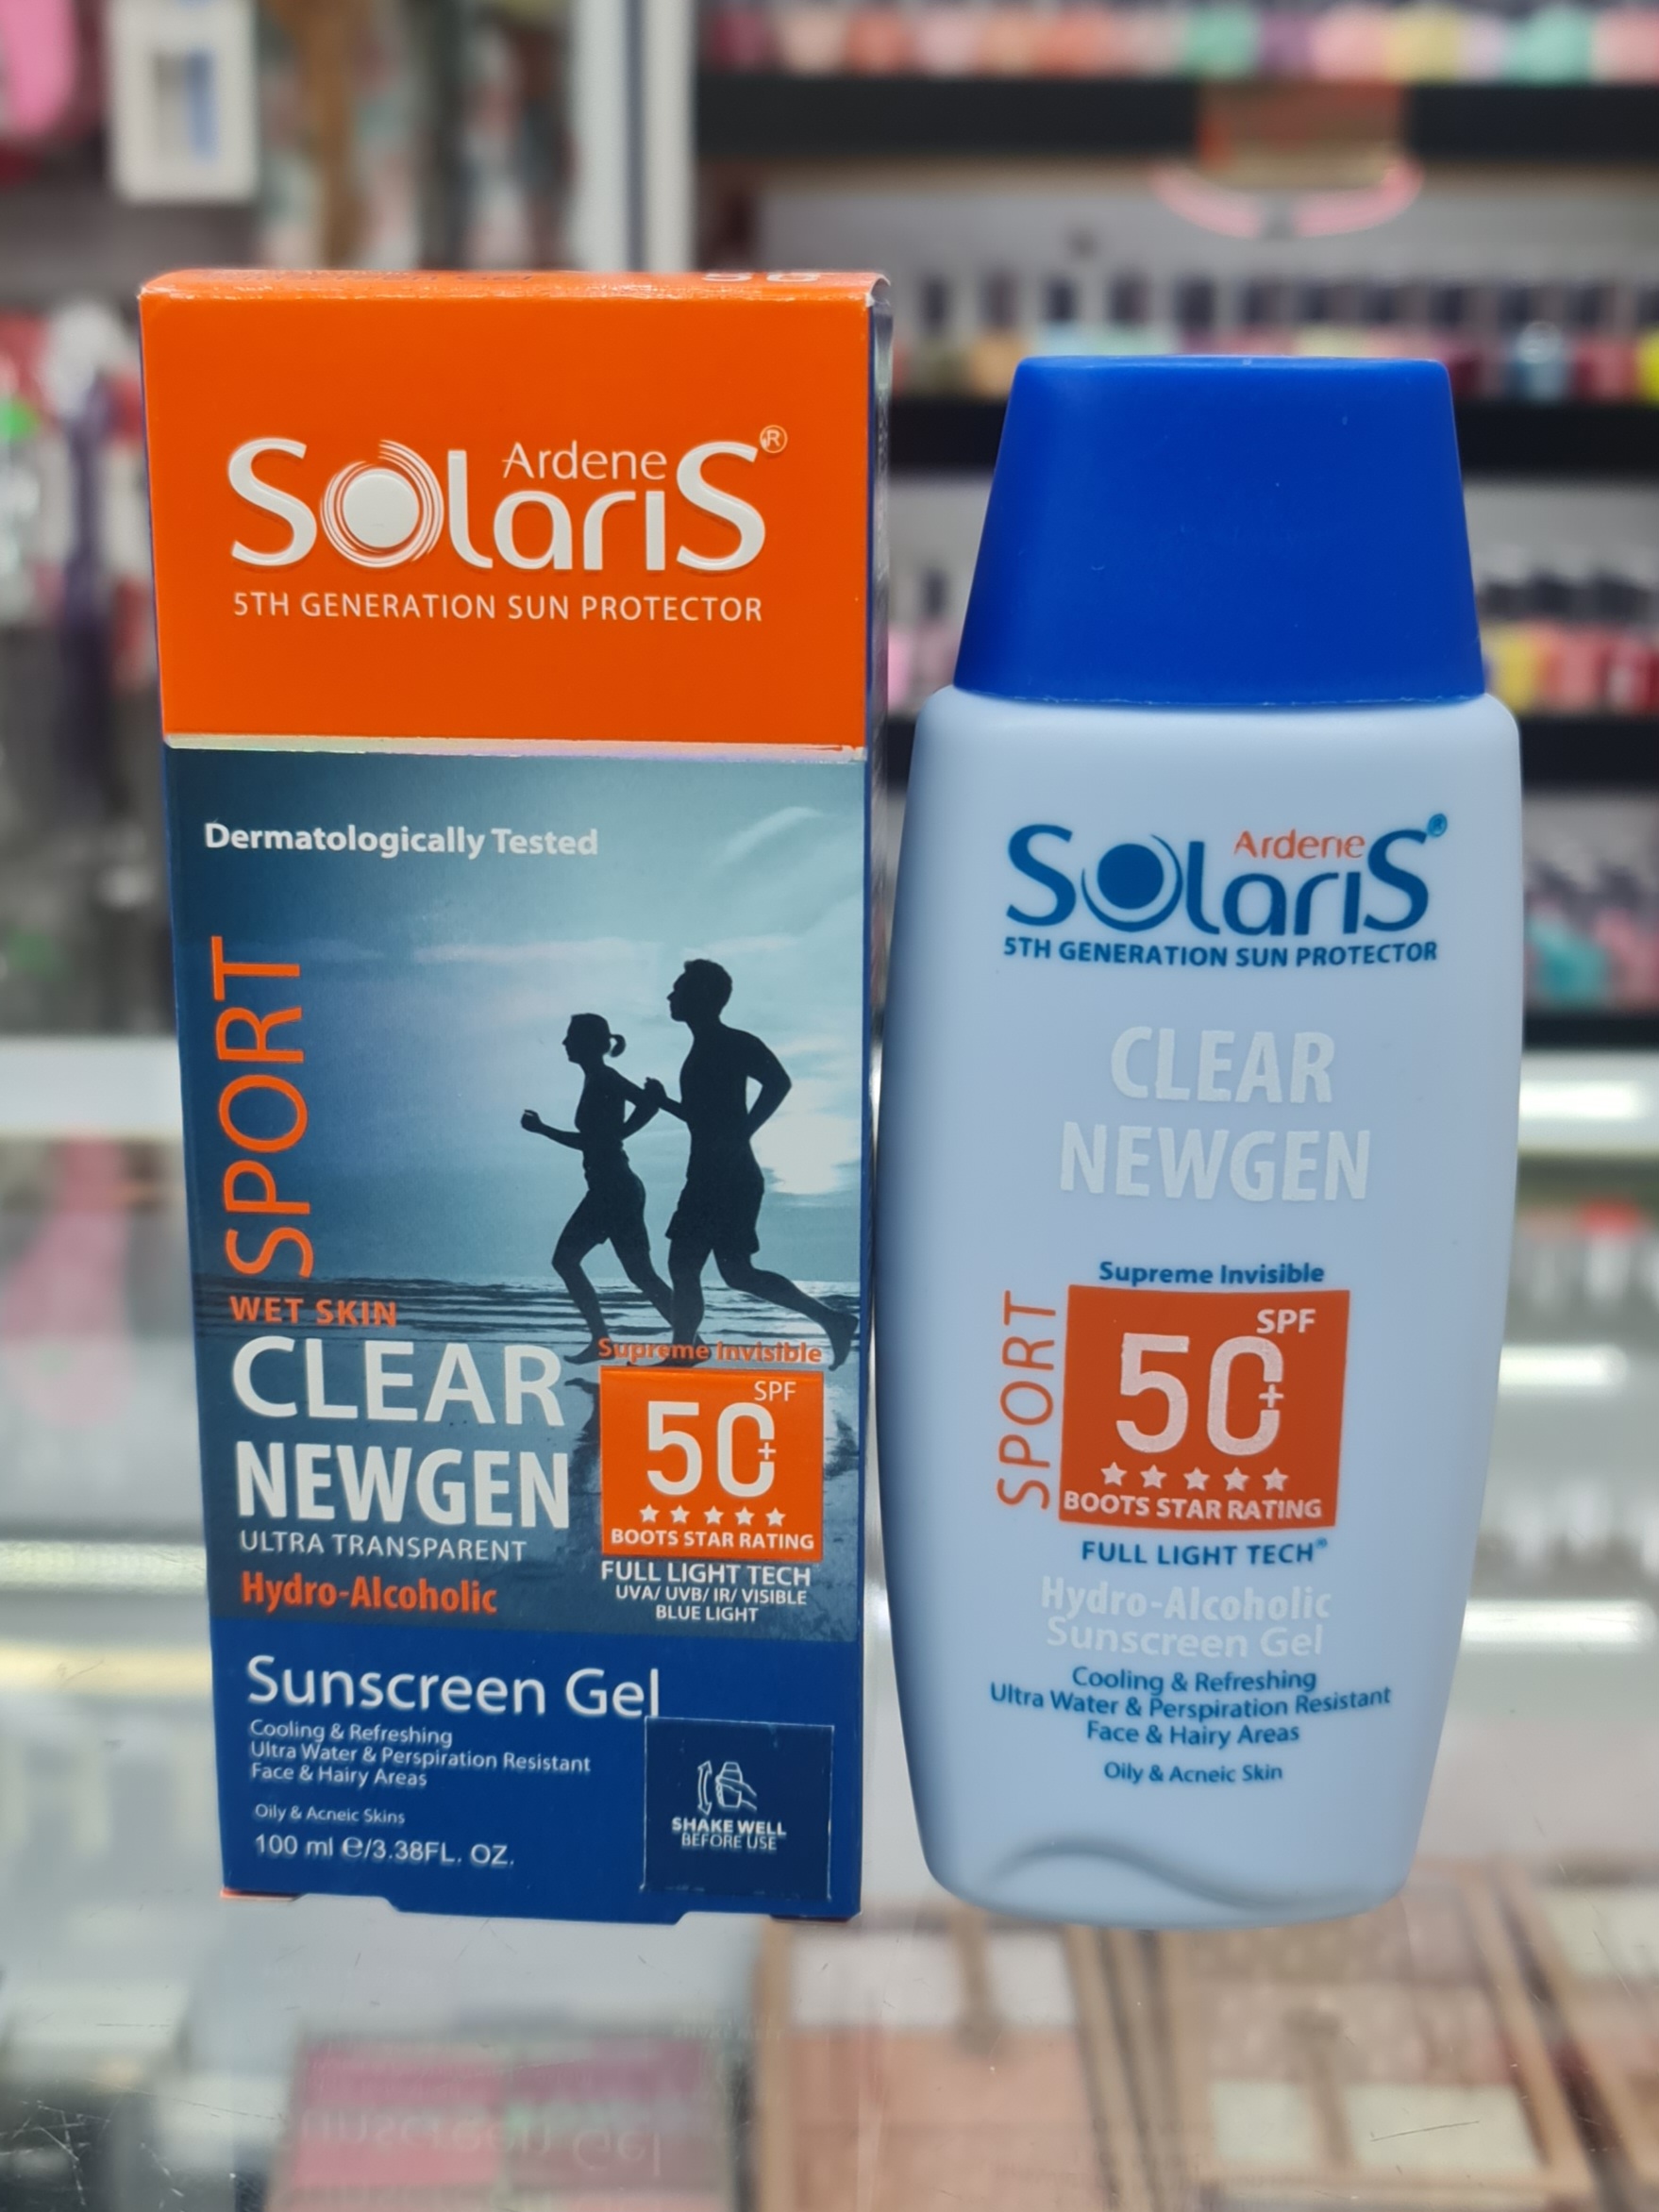 Ardene
SOLARIS®
5TH GENERATION SUN PROTECTOR
Dermatologically Tested
SPORT
WET SKIN
CLEAR
NEWGEN
ULTRA TRANSPARENT
Hydro-Alcoholic
Supreme Invisible
SPF
50+
BOOTS STAR RATING
FULL LIGHT TECH
UVA/ UVB/ IR/ VISIBLE
BLUE LIGHT
Sunscreen Gel
Cooling & Refreshing
Ultra Water & Perspiration Resistant
Face & Hairy Areas
Oily & Acneic Skins
100 ml ℮/3.38FL. OZ.
SHAKE WELL
BEFORE USE
Ardene
SOLARIS®
5TH GENERATION SUN PROTECTOR
CLEAR
NEWGEN
Supreme Invisible
SPORT
SPF
50+
BOOTS STAR RATING
FULL LIGHT TECH®
Hydro-Alcoholic
Sunscreen Gel
Cooling & Refreshing
Ultra Water & Perspiration Resistant
Face & Hairy Areas
Oily & Acneic Skin